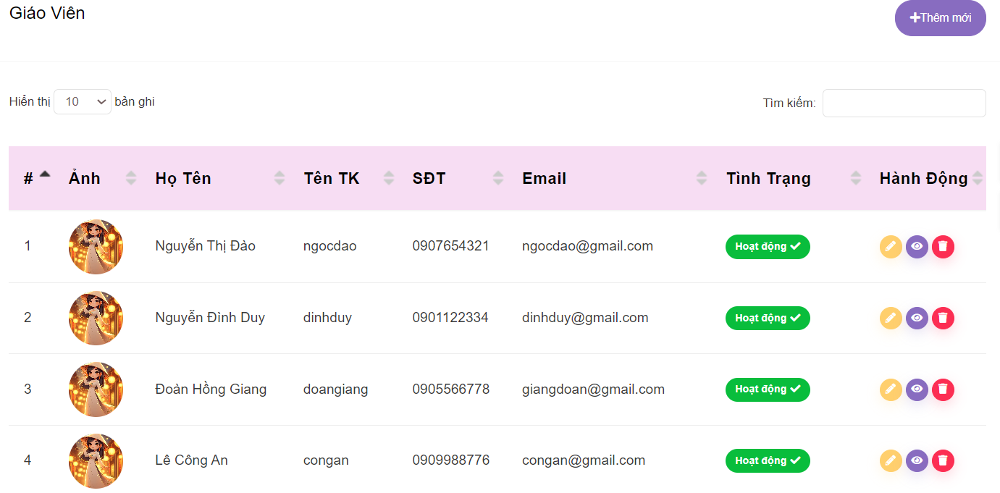 Giáo Viên
Thêm mới
Hiển thị 10 bản ghi
Tìm kiếm:
# Ảnh Họ Tên Tên TK SĐT Email Tình Trạng Hành Động
1 Nguyễn Thị Đào ngocdao 0907654321 ngocdao@gmail.com Hoạt động
2 Nguyễn Đình Duy dinhduy 0901122334 dinhduy@gmail.com Hoạt động
3 Đoàn Hồng Giang doangiang 0905566778 giangdoan@gmail.com Hoạt động
4 Lê Công An congan 0909988776 congan@gmail.com Hoạt động